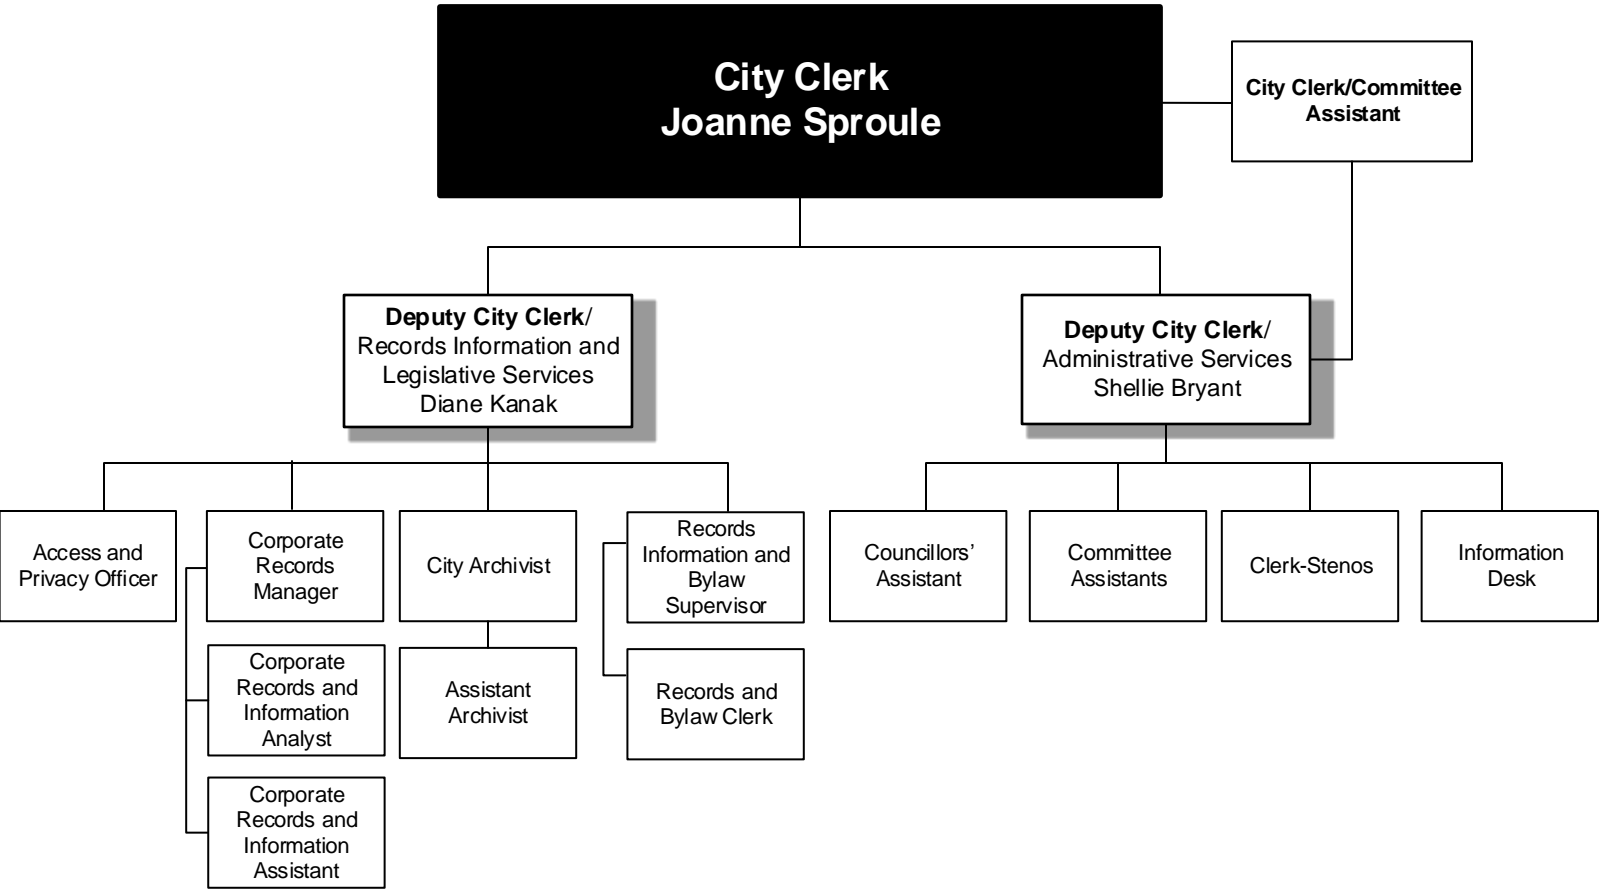 City Clerk
Joanne Sproule
City Clerk/Committee
Assistant
Deputy City Clerk/
Records Information and
Legislative Services
Diane Kanak
Deputy City Clerk/
Administrative Services
Shellie Bryant
Access and
Privacy Officer
Corporate
Records
Manager
City Archivist
Records
Information and
Bylaw
Supervisor
Councillors’
Assistant
Committee
Assistants
Clerk-Stenos
Information
Desk
Corporate
Records and
Information
Analyst
Assistant
Archivist
Records and
Bylaw Clerk
Corporate
Records and
Information
Assistant